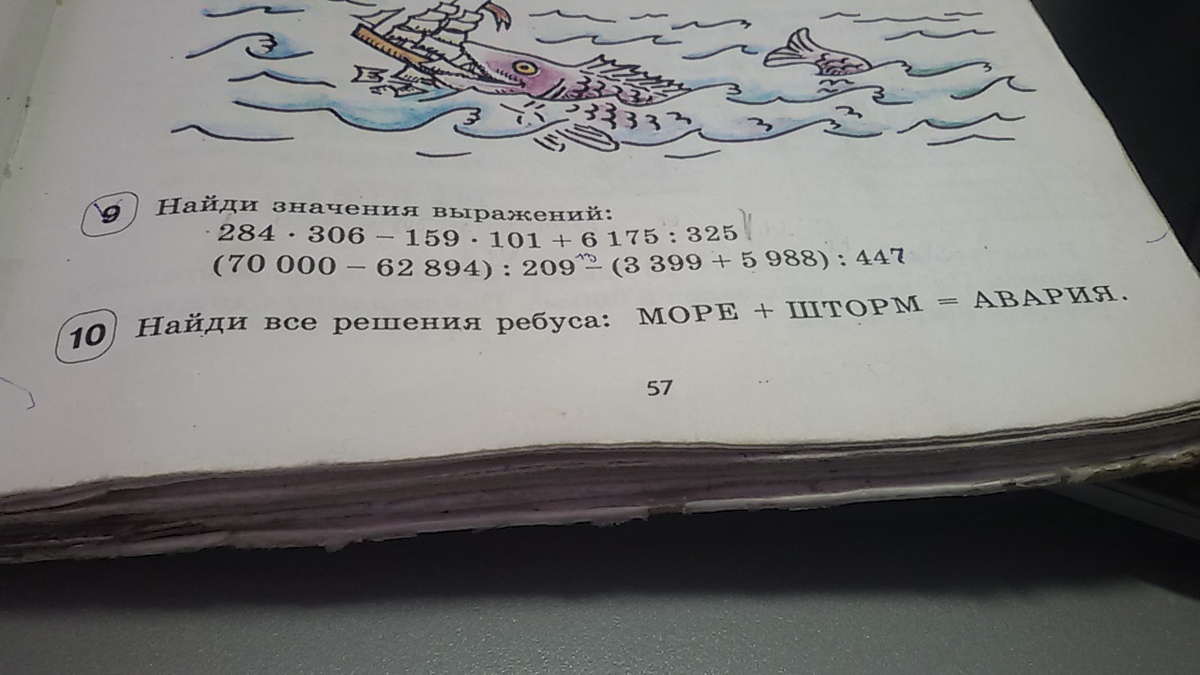 9 Найди значения выражений:
284 · 306 – 159 · 101 + 6 175 : 325
(70 000 – 62 894) : 209 – (3 399 + 5 988) : 447
10 Найди все решения ребуса: МОРЕ + ШТОРМ = АВАРИЯ.
57